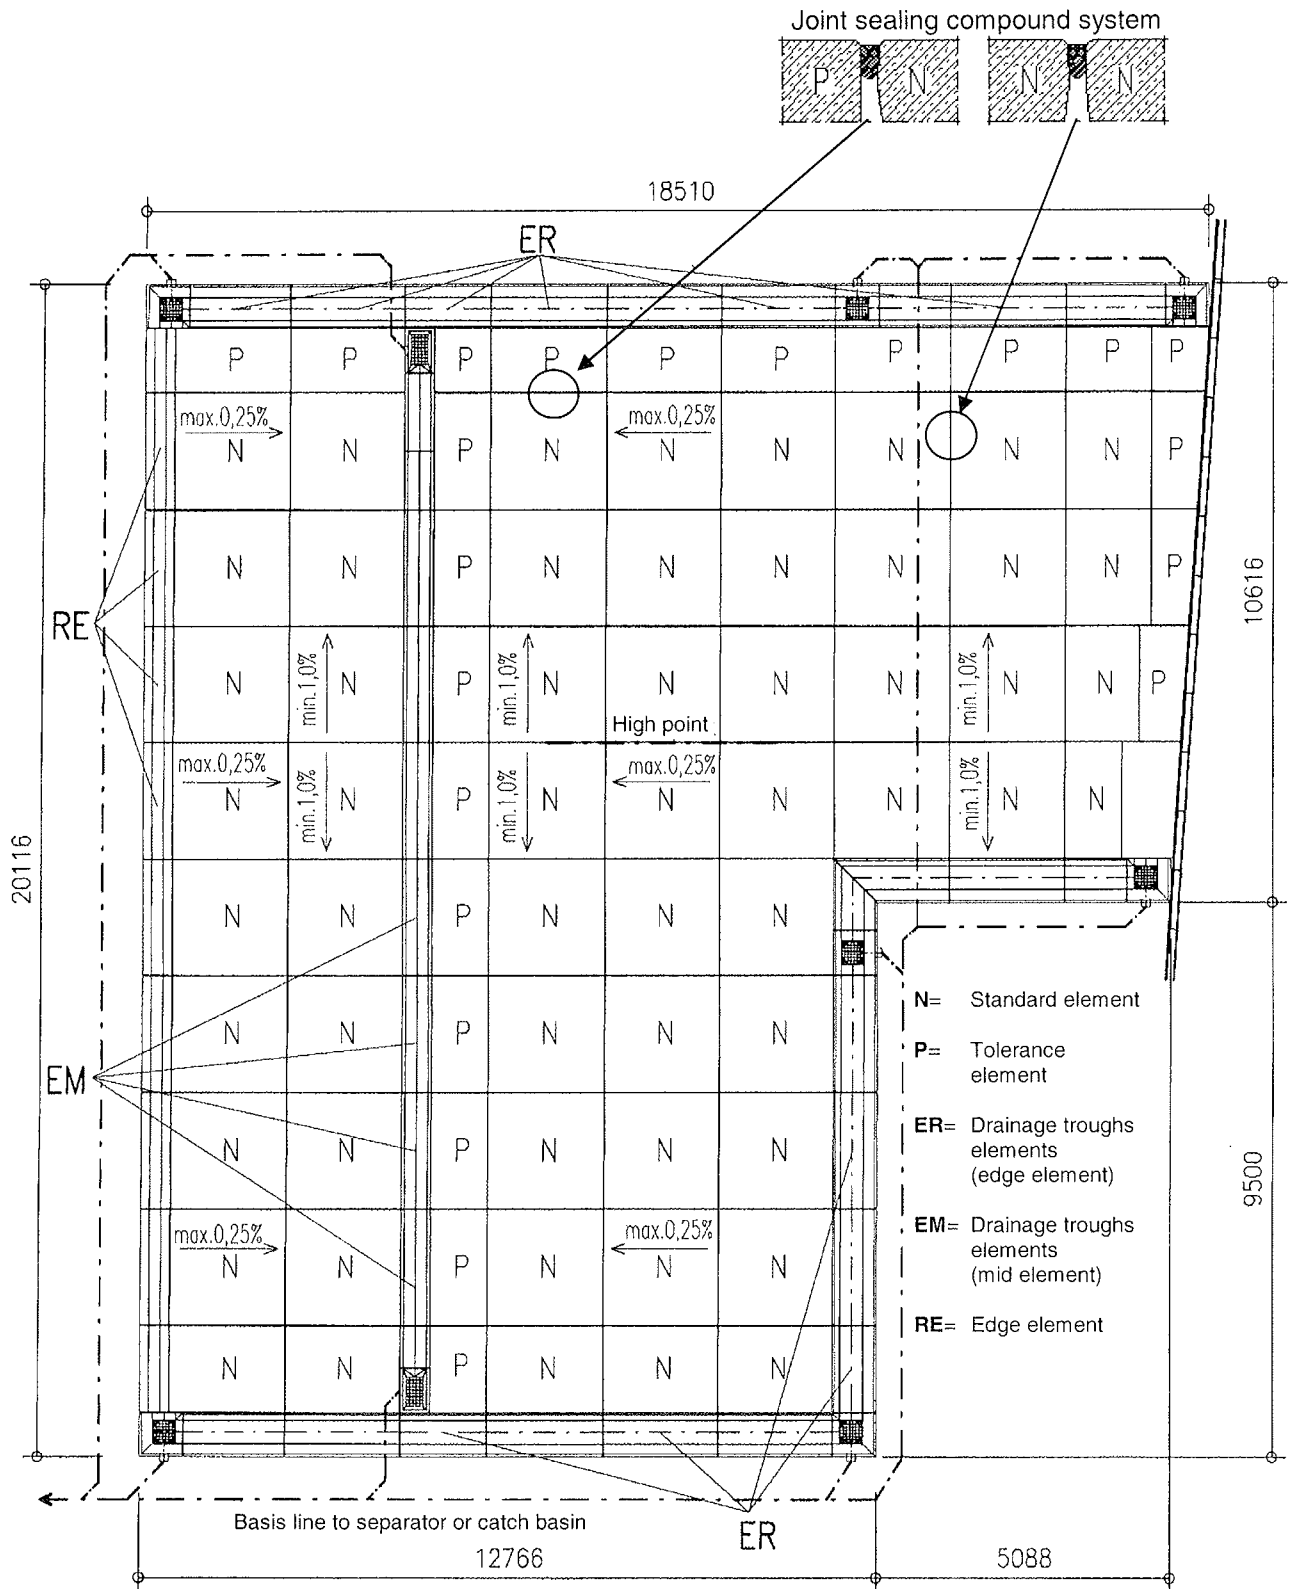 Joint sealing compound system
P N N N
18510
ER
P P P P P P P P P P
max.0,25% max.0,25%
N N P N N N N N N P
N N P N N N N N N P
RE
10616
min.1,0% min.1,0% min.1,0%
N N P N N N N N N P
High point
max.0,25% max.0,25%
min.1,0% min.1,0% min.1,0%
N N P N N N N N N
20116
N N P N N N
N N P N N N
EM
N N P N N N
max.0,25% max.0,25%
N N P N N N
N N P N N N
N= Standard element
P= Tolerance
element
ER= Drainage troughs
elements
(edge element)
EM= Drainage troughs
elements
(mid element)
RE= Edge element
9500
Basis line to separator or catch basin
ER
12766
5088